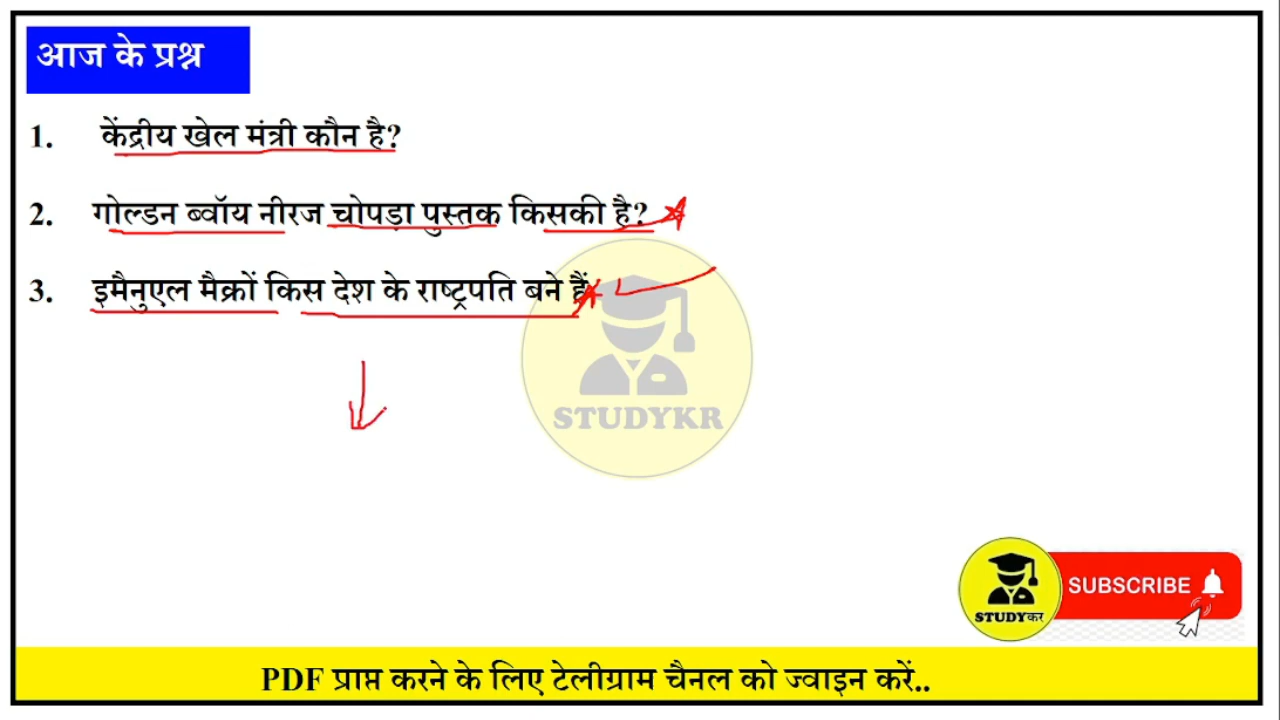 आज के प्रश्न
1. केंद्रीय खेल मंत्री कौन है?
2. गोल्डन ब्वॉय नीरज चोपड़ा पुस्तक किसकी है?
3. इमैनुएल मैक्रों किस देश के राष्ट्रपति बने हैं
STUDYKR
SUBSCRIBE
STUDYकर
PDF प्राप्त करने के लिए टेलीग्राम चैनल को ज्वाइन करें..